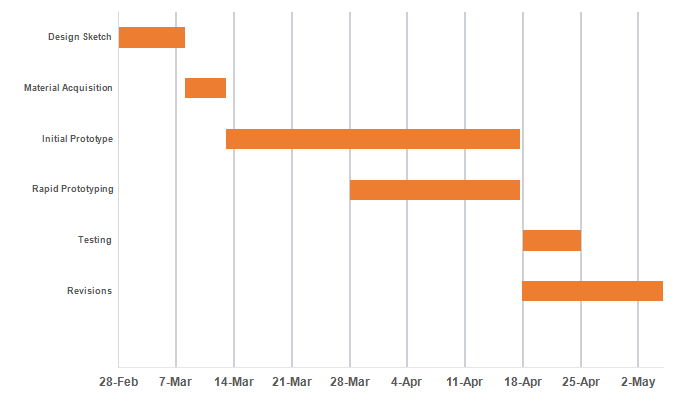 Design Sketch
Material Acquisition
Initial Prototype
Rapid Prototyping
Testing
Revisions
28-Feb 7-Mar 14-Mar 21-Mar 28-Mar 4-Apr 11-Apr 18-Apr 25-Apr 2-May